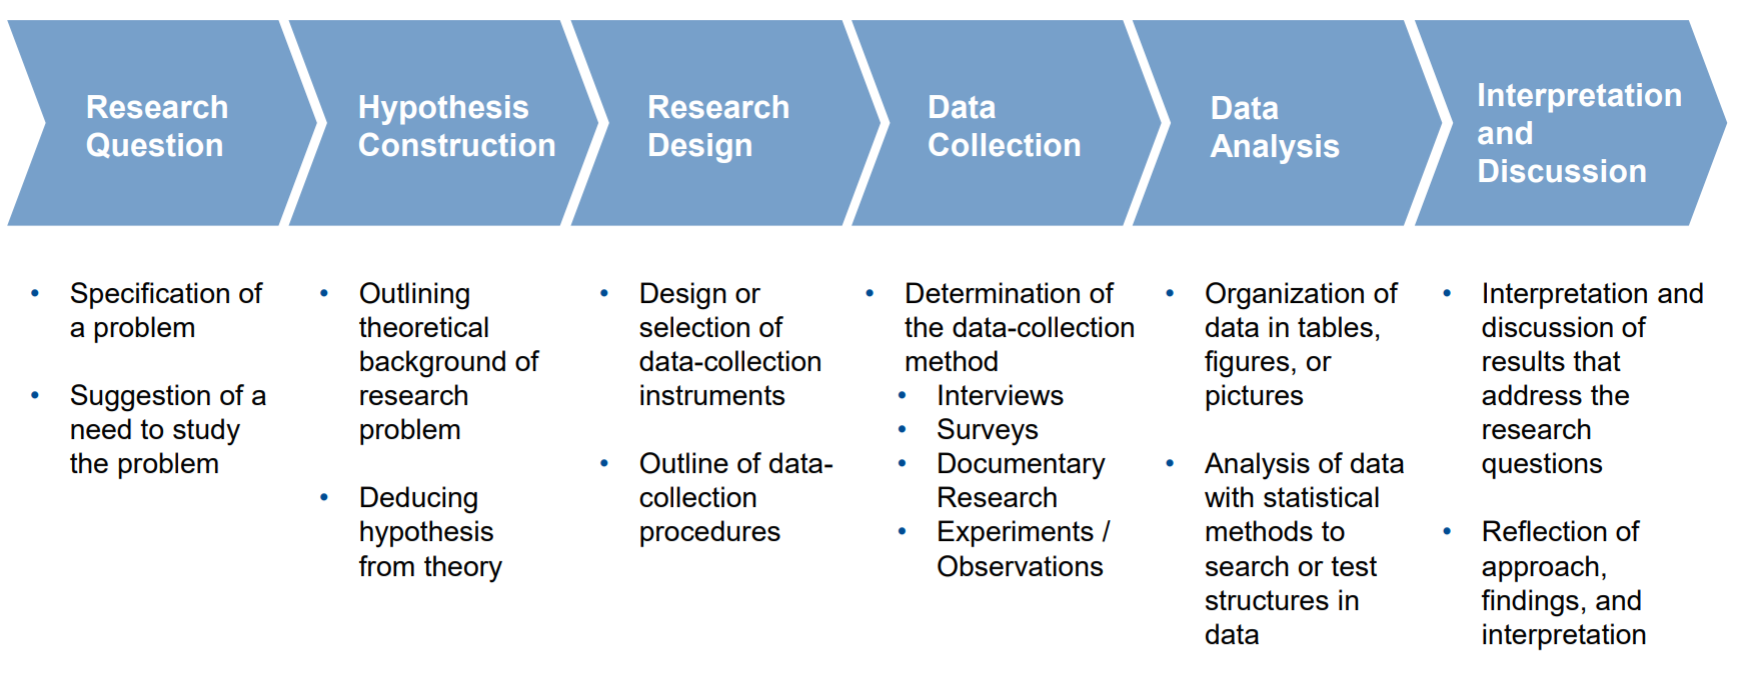 Research
Question
Hypothesis
Construction
Research
Design
Data
Collection
Data
Analysis
Interpretation
and
Discussion
• Specification of
a problem
• Suggestion of a
need to study
the problem
• Outlining
theoretical
background of
research
problem
• Deducing
hypothesis
from theory
• Design or
selection of
data-collection
instruments
• Outline of data-
collection
procedures
• Determination of
the data-collection
method
• Interviews
• Surveys
• Documentary
Research
• Experiments /
Observations
• Organization of
data in tables,
figures, or
pictures
• Analysis of data
with statistical
methods to
search or test
structures in
data
• Interpretation and
discussion of
results that
address the
research
questions
• Reflection of
approach,
findings, and
interpretation